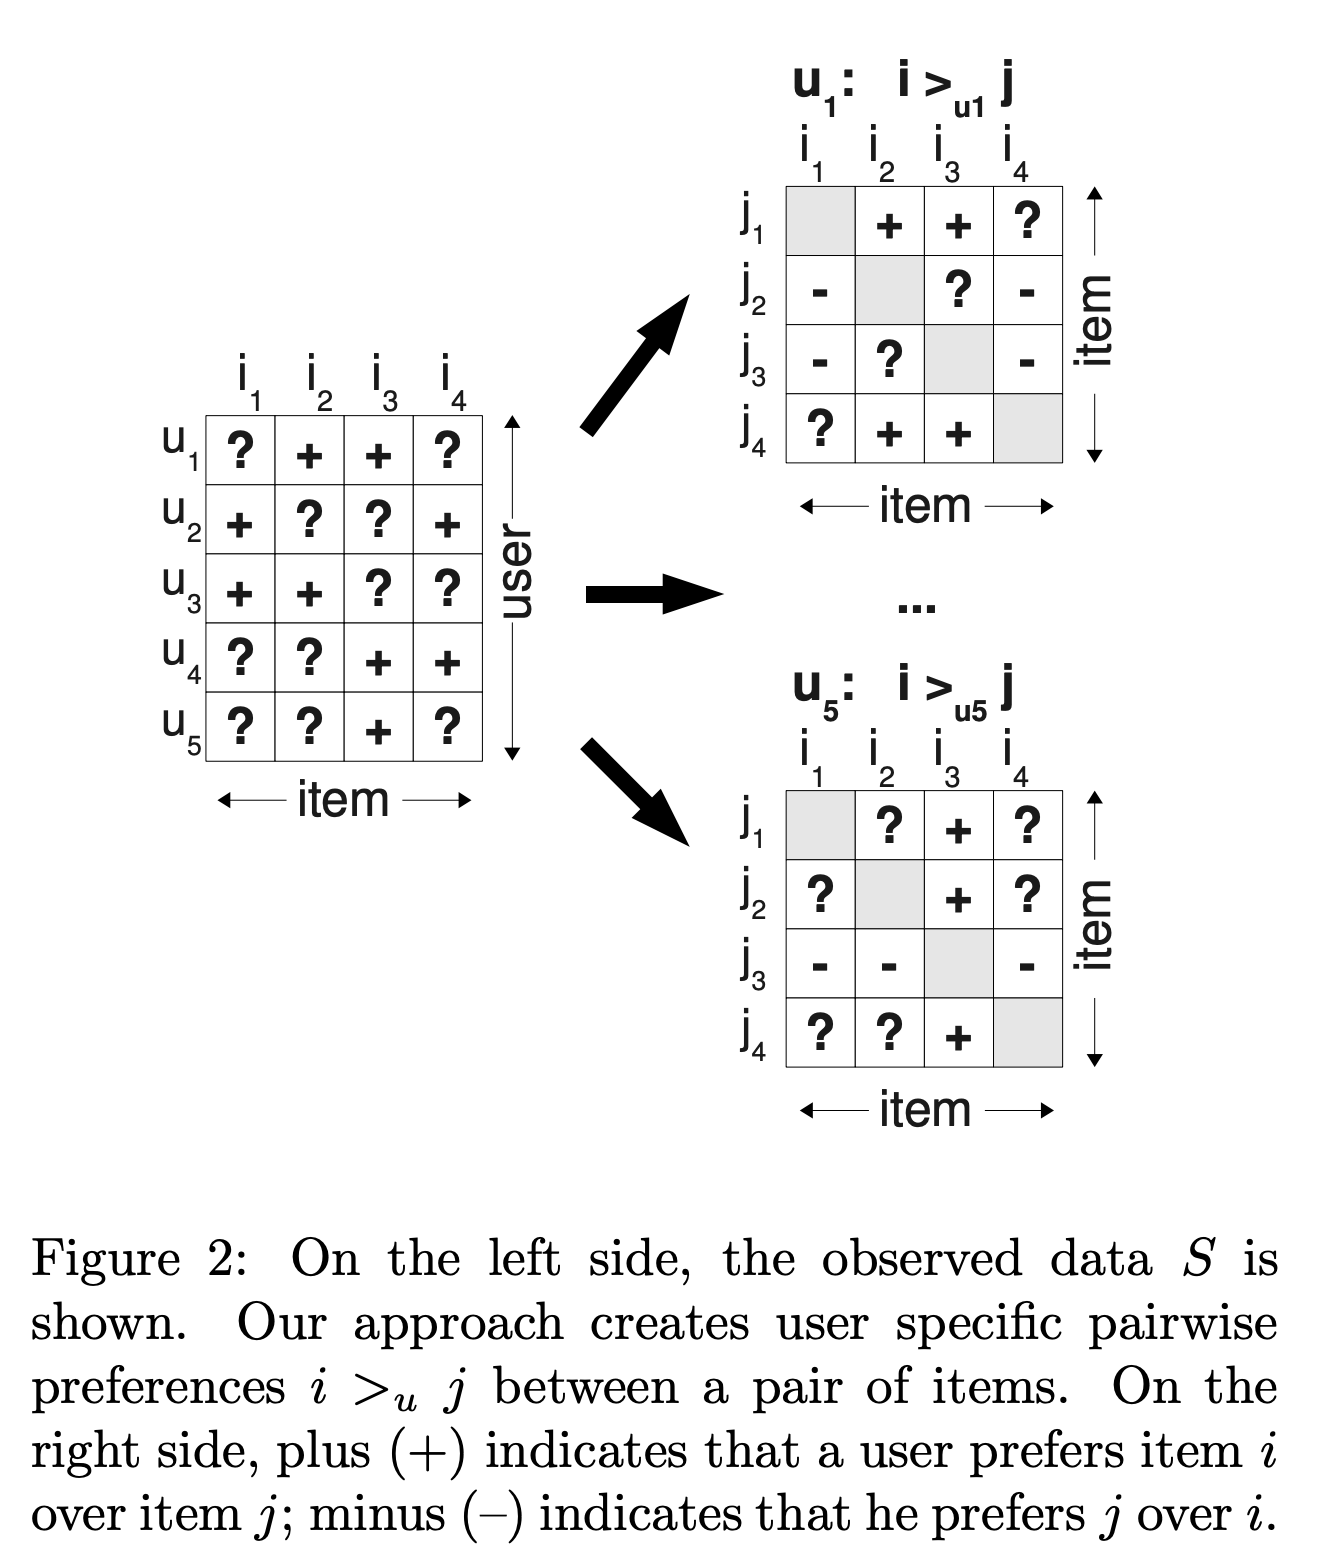 u1: i >u1 j
i1 i2 i3 i4
j1 + + ?
j2 - ? -
j3 - ? -
j4 ? + +
item
item
i1 i2 i3 i4
u1 ? + + ?
u2 + ? ? +
u3 + + ? ?
u4 ? ? + +
u5 ? ? + ?
user
item
...
u5: i >u5 j
i1 i2 i3 i4
j1 ? + ?
j2 ? + ?
j3 - - -
j4 ? ? +
item
item
Figure 2: On the left side, the observed data S is
shown. Our approach creates user specific pairwise
preferences i >u j between a pair of items. On the
right side, plus (+) indicates that a user prefers item i
over item j; minus (–) indicates that he prefers j over i.